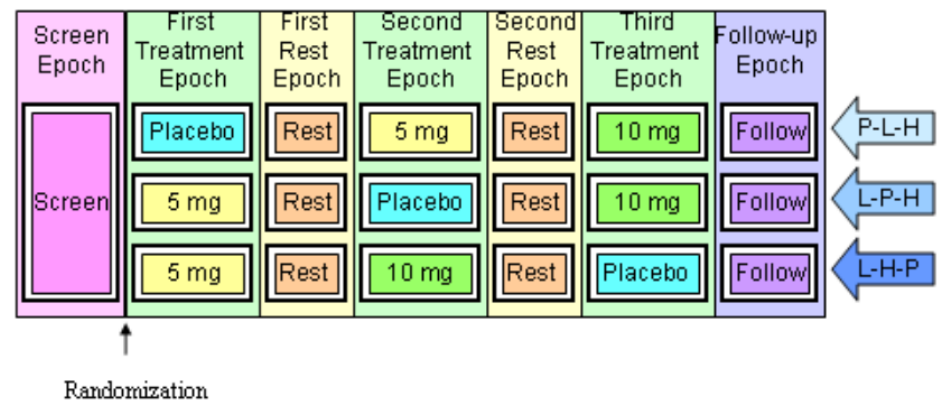 Screen
Epoch
First
Treatment
Epoch
First
Rest
Epoch
Second
Treatment
Epoch
Second
Rest
Epoch
Third
Treatment
Epoch
Follow-up
Epoch
Screen
Placebo
Rest
5 mg
Rest
10 mg
Follow
P-L-H
5 mg
Rest
Placebo
Rest
10 mg
Follow
L-P-H
5 mg
Rest
10 mg
Rest
Placebo
Follow
L-H-P
Randomization